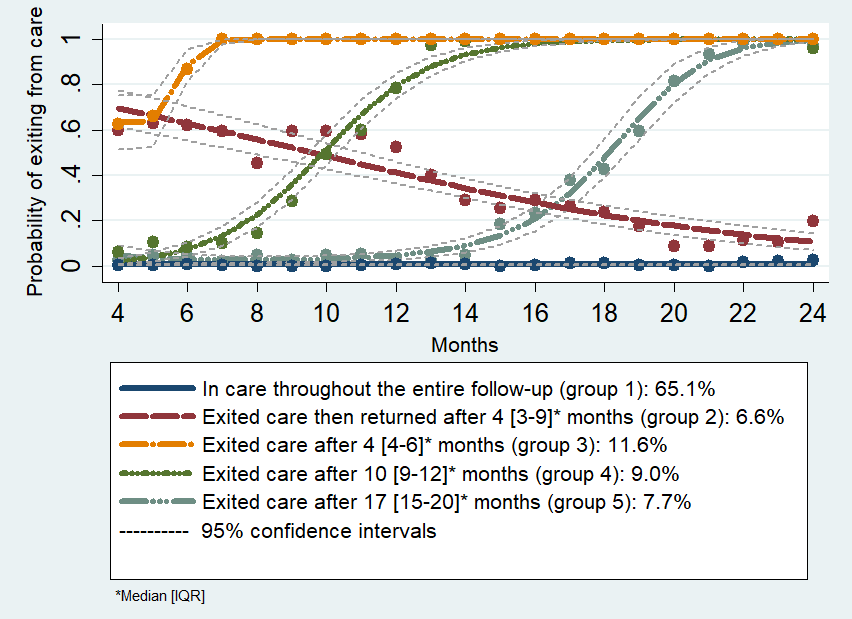 Probability of exiting from care
1
.8
.6
.4
.2
0
4 6 8 10 12 14 16 18 20 22 24
Months
In care throughout the entire follow-up (group 1): 65.1%
Exited care then returned after 4 [3-9]* months (group 2): 6.6%
Exited care after 4 [4-6]* months (group 3): 11.6%
Exited care after 10 [9-12]* months (group 4): 9.0%
Exited care after 17 [15-20]* months (group 5): 7.7%
95% confidence intervals
*Median [IQR]